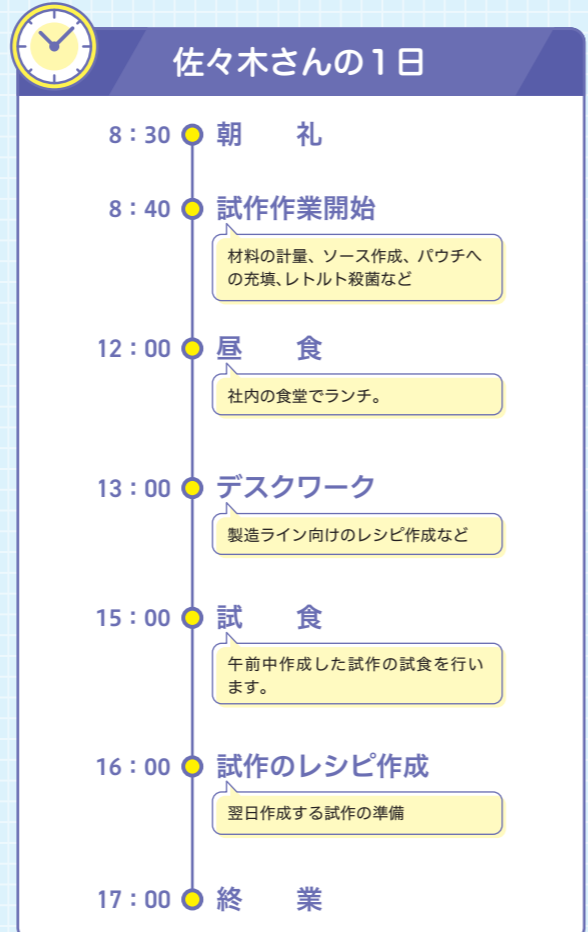 佐々木さんの1日
8：30 朝　礼
8：40 試作作業開始
材料の計量、ソース作成、パウチへ
の充填、レトルト殺菌など
12：00 昼　食
社内の食堂でランチ。
13：00 デスクワーク
製造ライン向けのレシピ作成など
15：00 試　食
午前中作成した試作の試食を行い
ます。
16：00 試作のレシピ作成
翌日作成する試作の準備
17：00 終　業